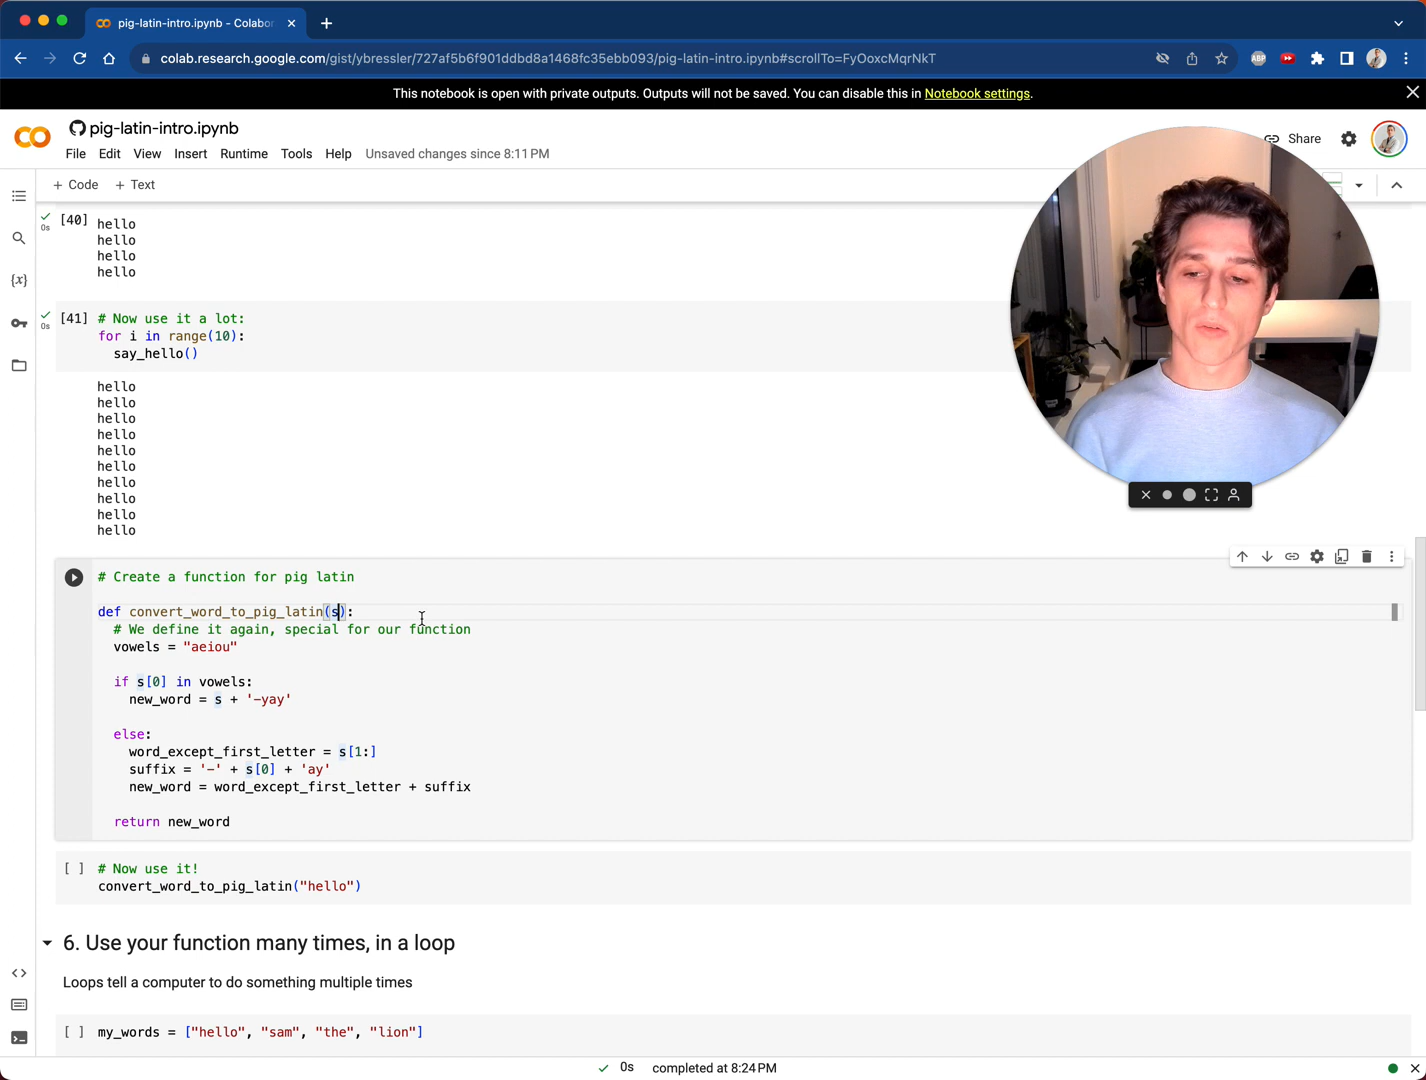 pig-latin-intro.ipynb - Colabor
colab.research.google.com/gist/ybressler/727af5b6f901ddbd8a1468fc35ebb093/pig-latin-intro.ipynb#scrollTo=FyOoxcMqrNkT
ABP
This notebook is open with private outputs. Outputs will not be saved. You can disable this in Notebook settings.
pig-latin-intro.ipynb
Share
File Edit View Insert Runtime Tools Help Unsaved changes since 8:11 PM
+ Code + Text
[40] hello
0s
hello
hello
hello
{x}
[41] # Now use it a lot:
0s
for i in range(10):
say_hello()
hello
hello
hello
hello
hello
hello
hello
hello
hello
hello
# Create a function for pig latin
def convert_word_to_pig_latin(s):
# We define it again, special for our function
vowels = "aeiou"
if s[0] in vowels:
new_word = s + '-yay'
else:
word_except_first_letter = s[1:]
suffix = '-' + s[0] + 'ay'
new_word = word_except_first_letter + suffix
return new_word
[ ] # Now use it!
convert_word_to_pig_latin("hello")
6. Use your function many times, in a loop
Loops tell a computer to do something multiple times
[ ] my_words = ["hello", "sam", "the", "lion"]
0s completed at 8:24 PM